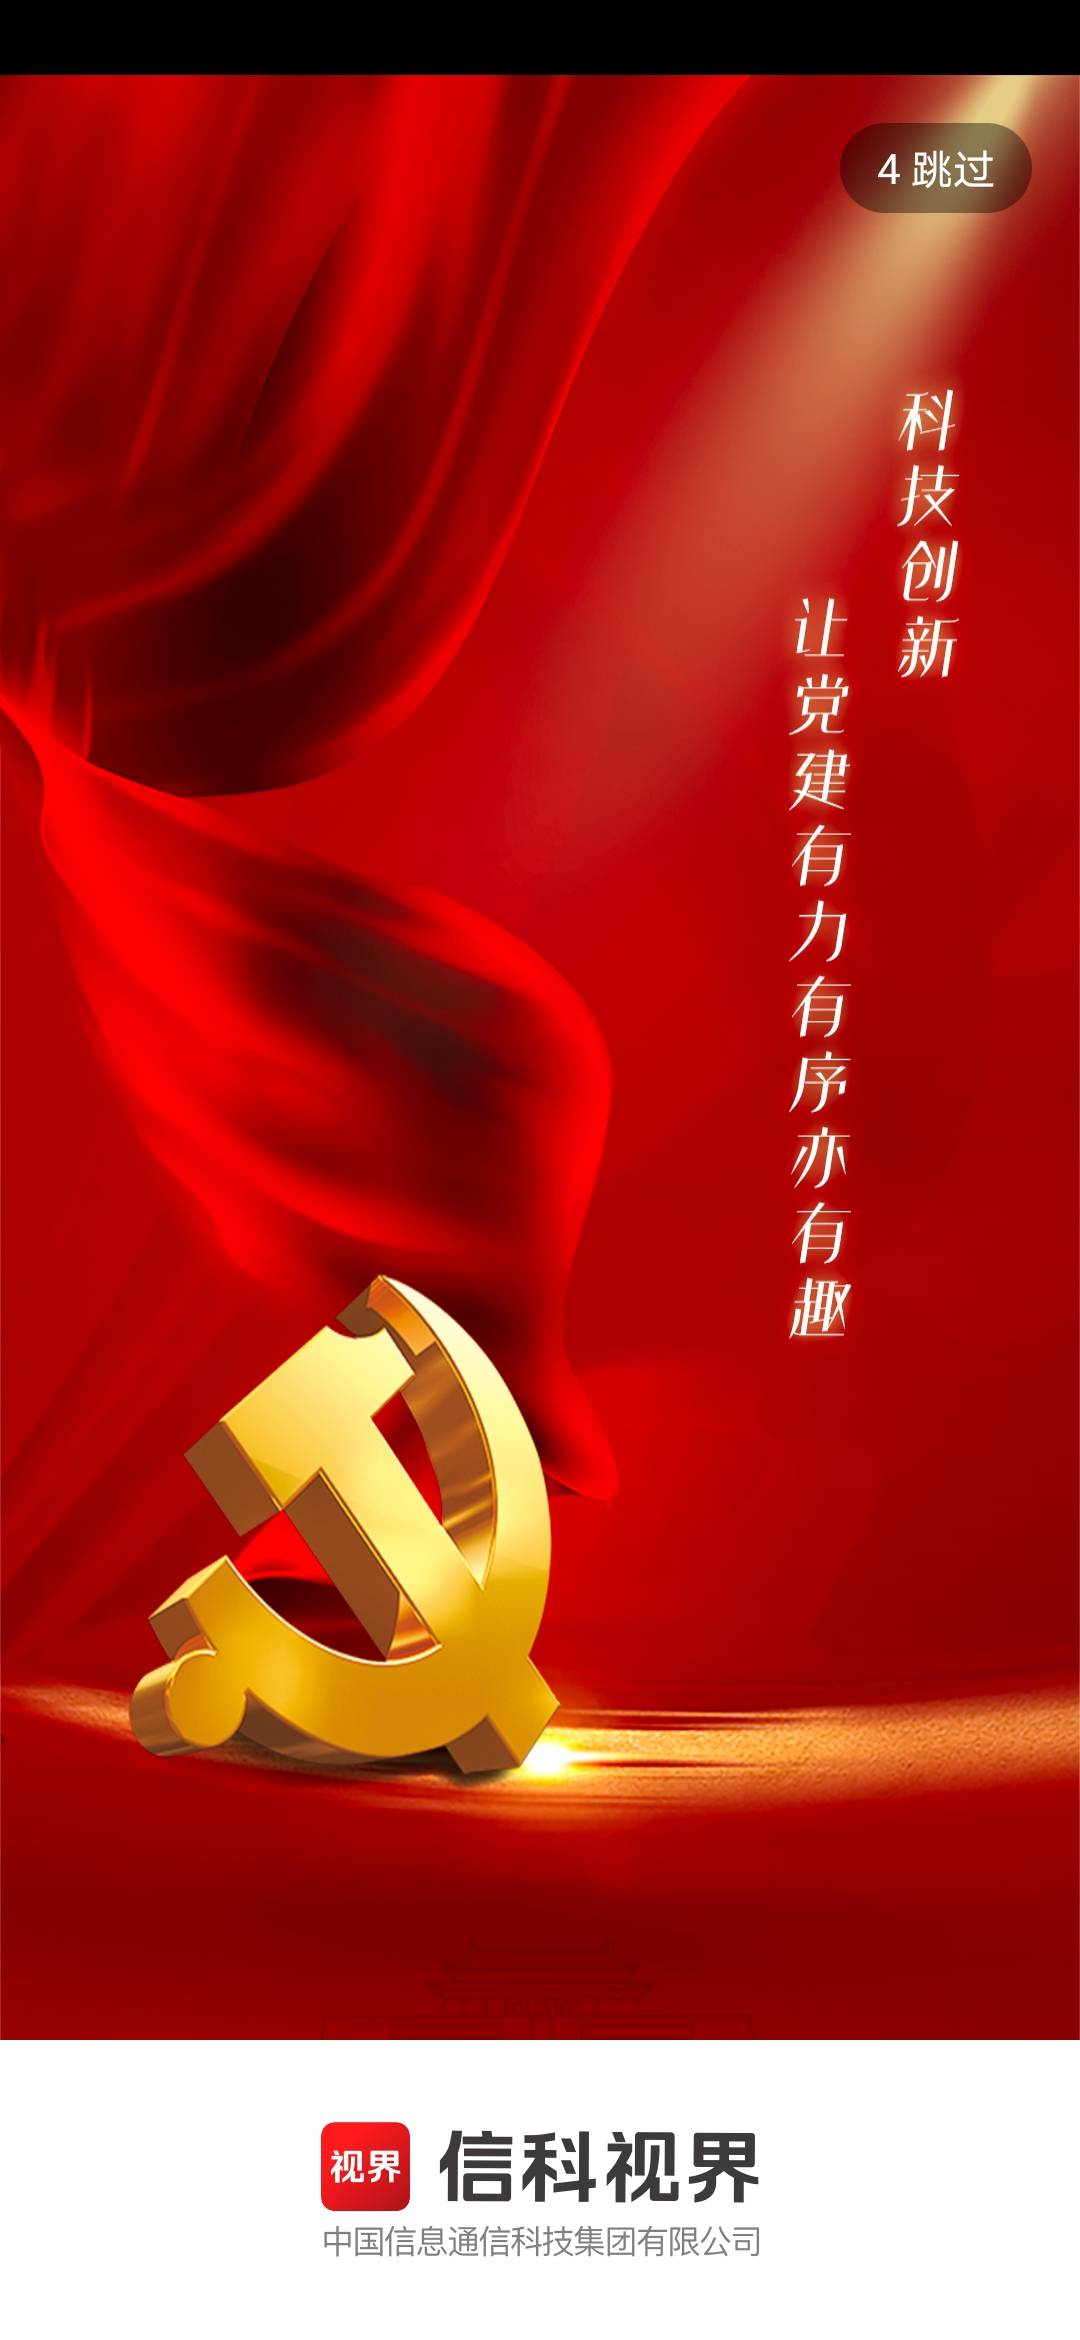 4 跳过
科技创新
让党建有力有序亦有趣
视界
信科视界
中国信息通信科技集团有限公司